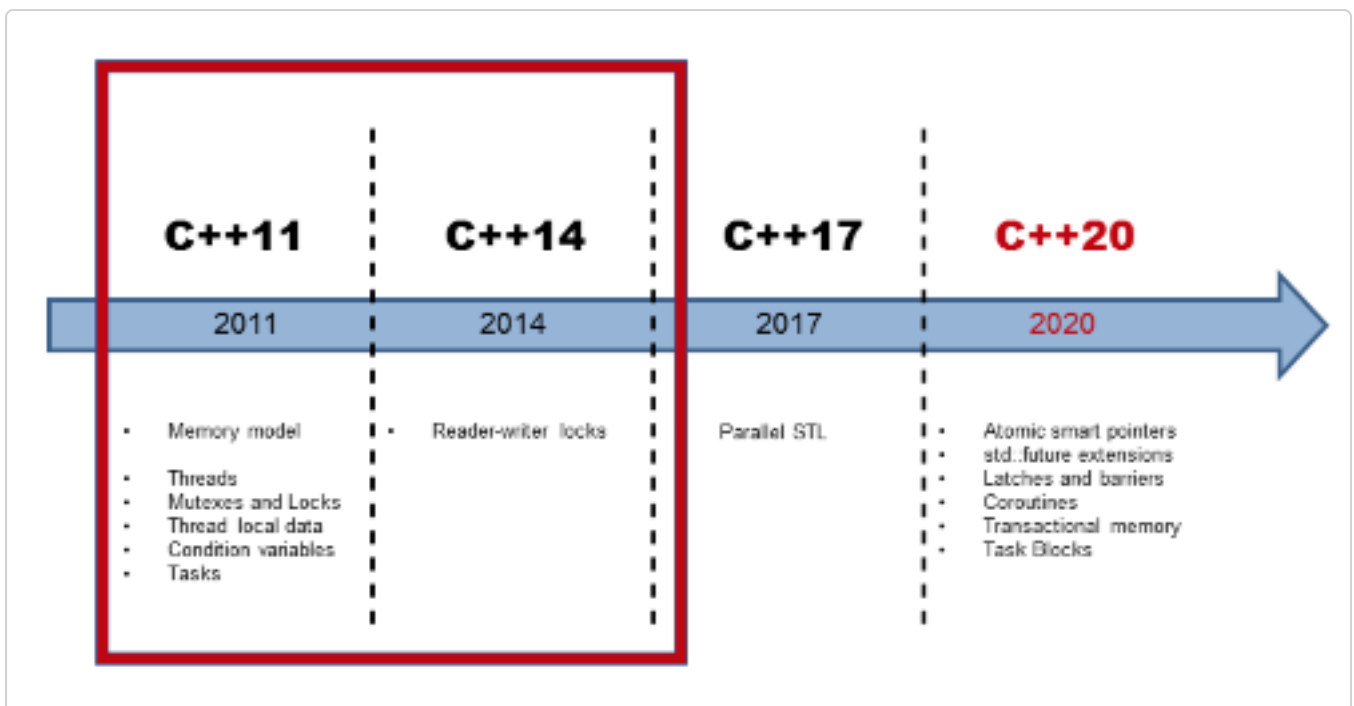 C++11
C++14
C++17
C++20
2011
2014
2017
2020
• Memory model
• Threads
• Mutexes and Locks
• Thread local data
• Condition variables
• Tasks
• Reader-writer locks
Parallel STL
• Atomic smart pointers
• std::future extensions
• Latches and barriers
• Coroutines
• Transactional memory
• Task Blocks